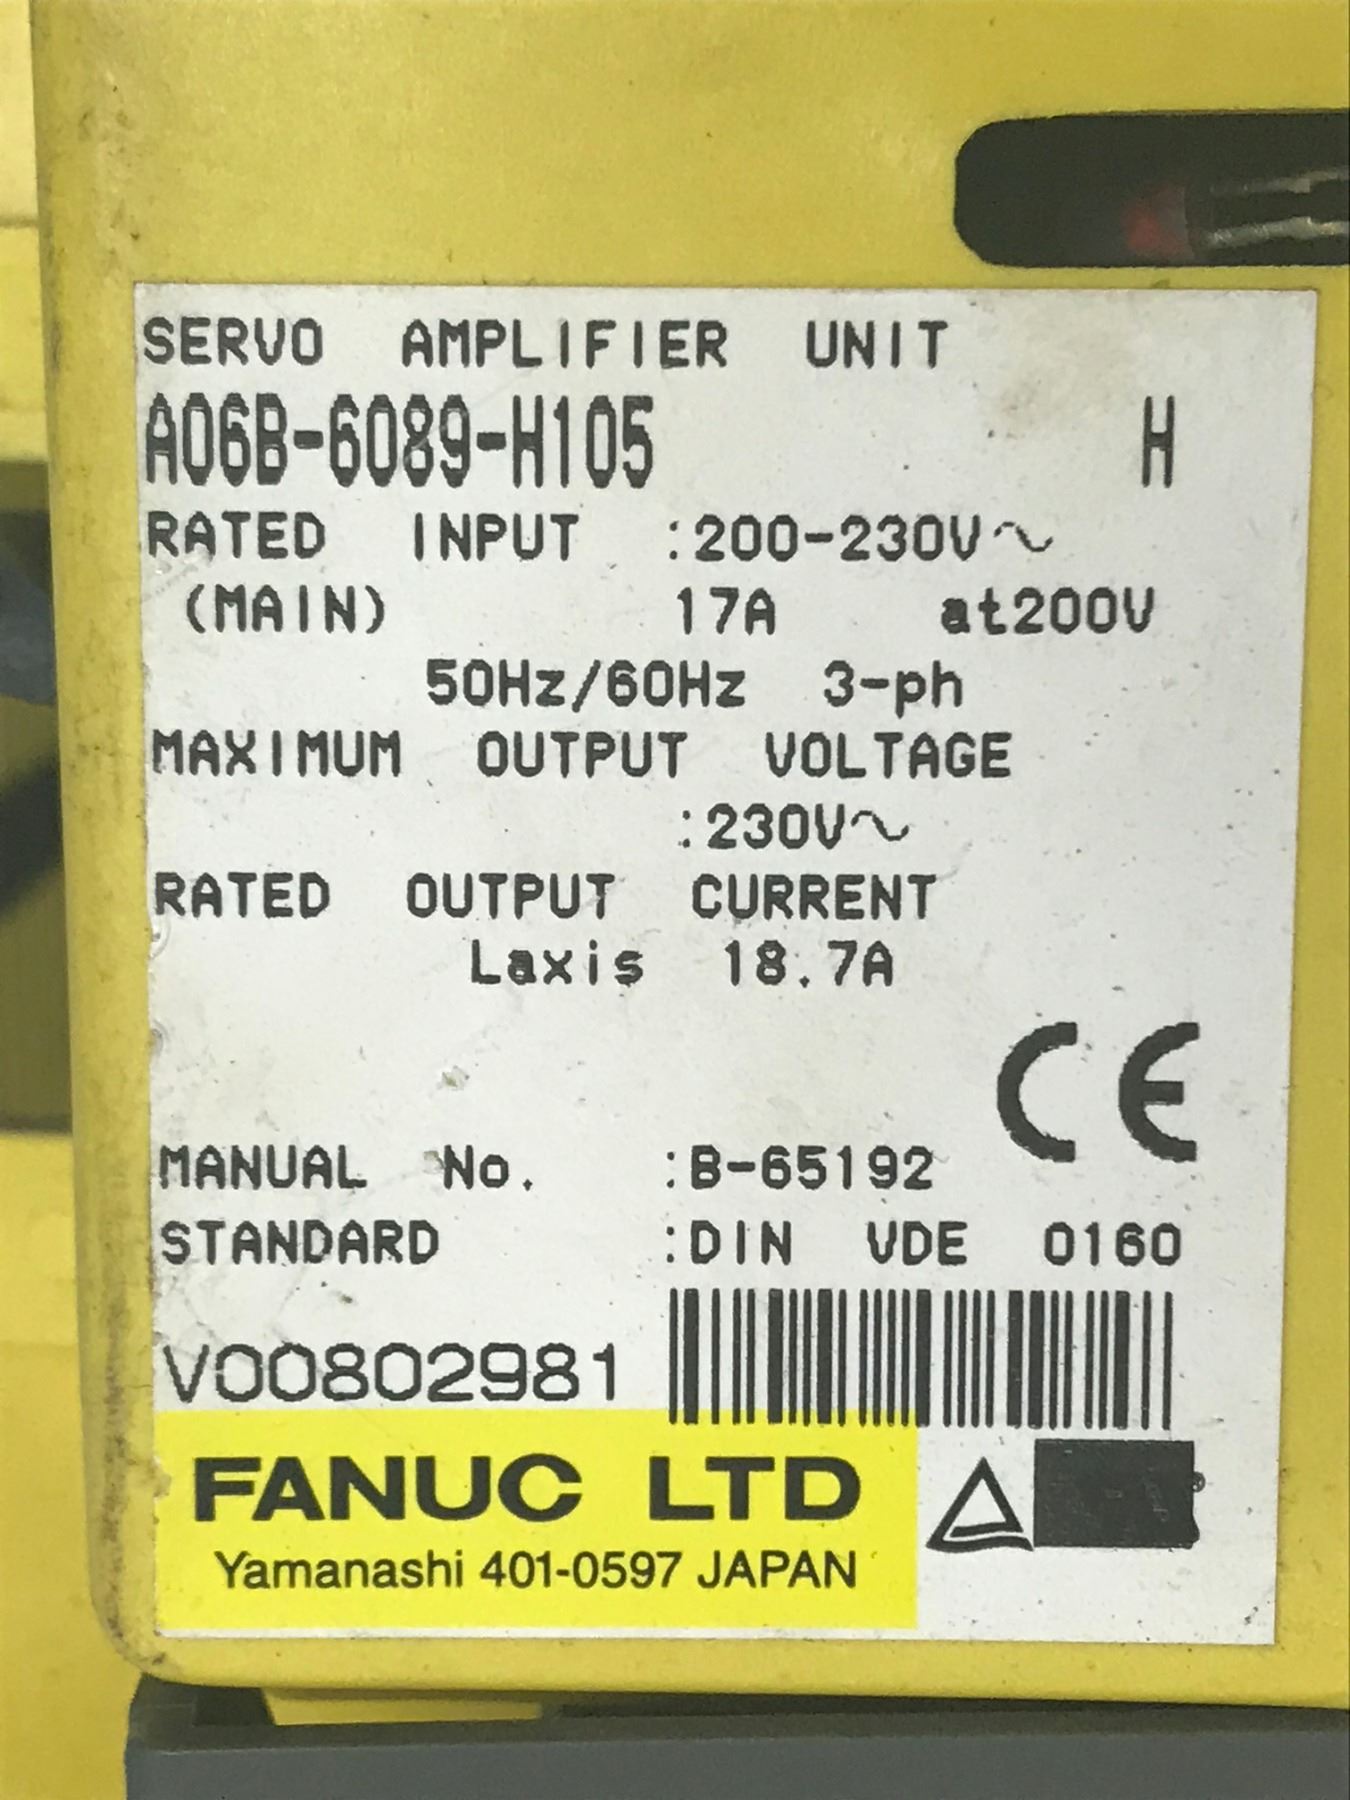 SERVO AMPLIFIER UNIT
A06B-6089-H105 H
RATED INPUT :200-230V~
(MAIN) 17A at200V
50Hz/60Hz 3-ph
MAXIMUM OUTPUT VOLTAGE
:230V~
RATED OUTPUT CURRENT
Laxis 18.7A
CE
MANUAL No. :B-65192
STANDARD :DIN VDE 0160
V00802981
FANUC LTD
Yamanashi 401-0597 JAPAN